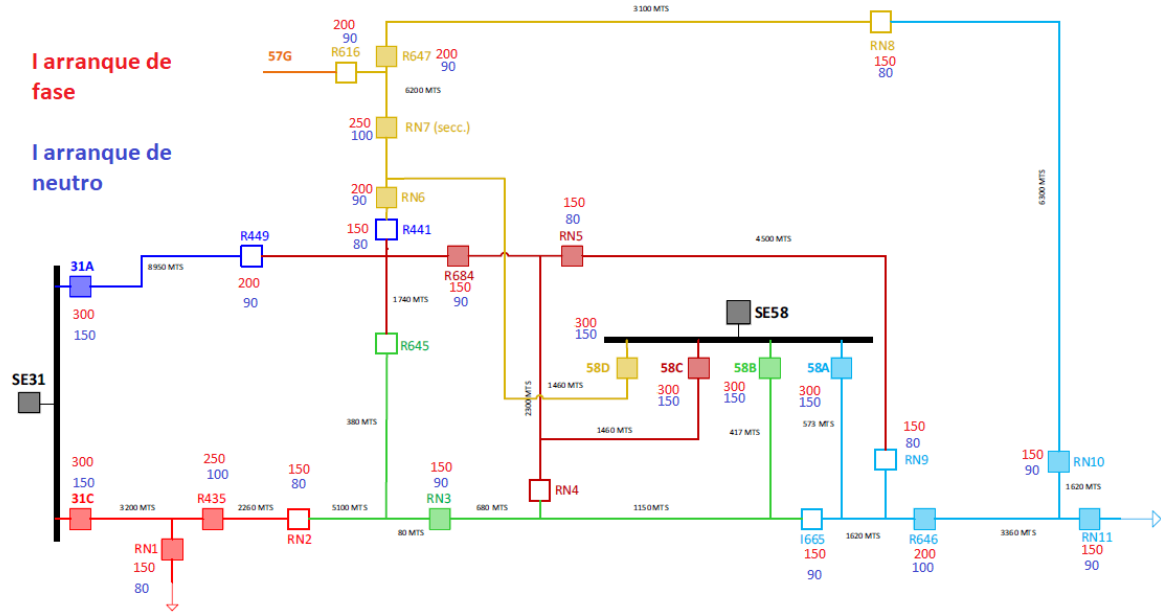 3100 MTS
200
90
R616
57G
R647
200
90
RN8
150
80
I arranque de
fase
6200 MTS
250
100
RN7 (secc.)
I arranque de
neutro
200
90
RN6
6300 MTS
150
80
R441
150
80
RN5
4500 MTS
R449
31A
8950 MTS
200
90
R684
150
90
300
150
1740 MTS
SE58
300
150
R645
58D
58C
58B
58A
SE31
1460 MTS
300
150
300
150
300
150
2300 MTS
1460 MTS
417 MTS
573 MTS
380 MTS
150
80
RN9
150
90
RN10
1620 MTS
300
150
31C
250
100
R435
150
80
150
90
RN3
RN4
3200 MTS
2260 MTS
RN2
5100 MTS
80 MTS
680 MTS
1150 MTS
I665
150
90
1620 MTS
R646
200
100
3360 MTS
RN11
150
90
RN1
150
80